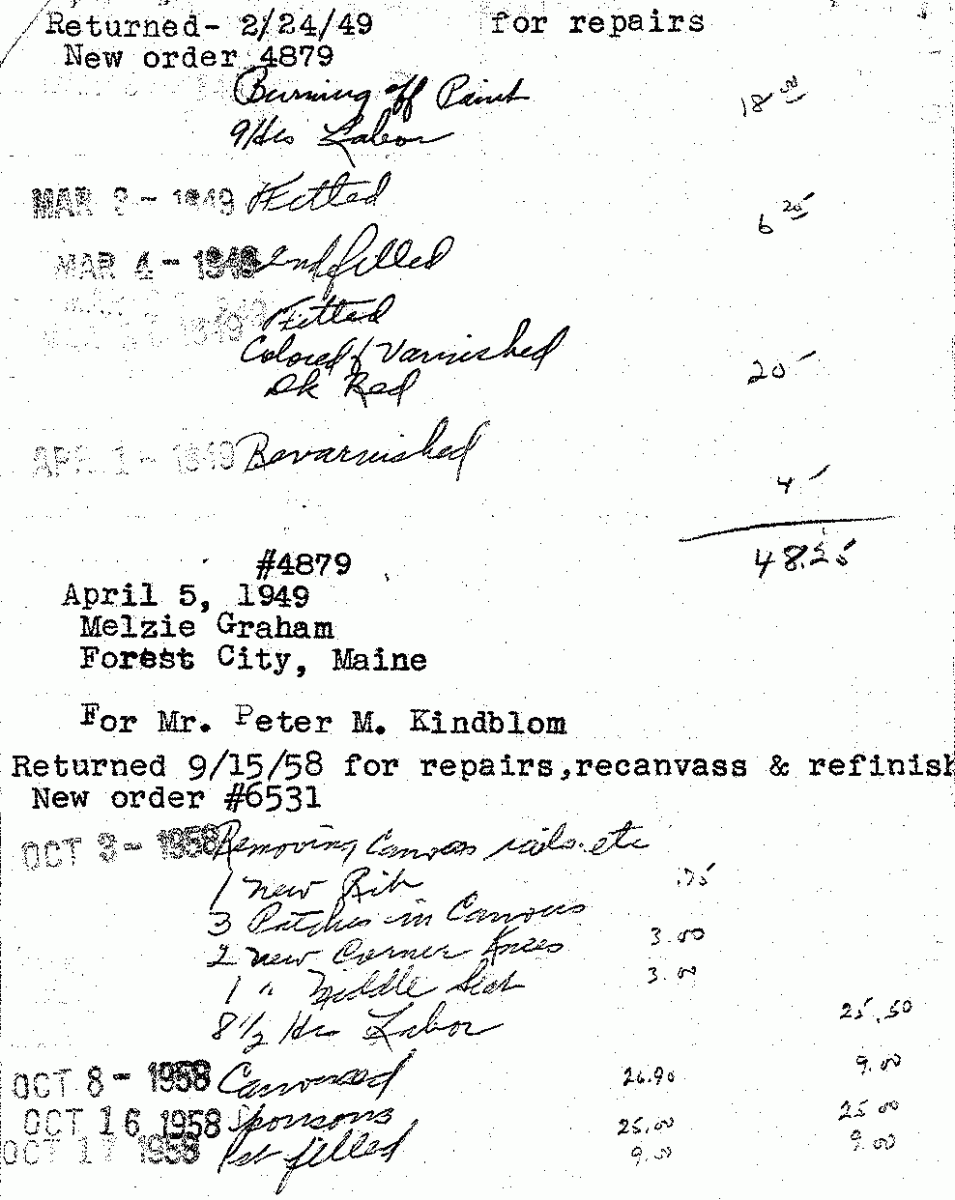 Returned- 2/24/49 for repairs
New order 4879
Burning off Paint 18 00
9 Hrs Labor
MAR 2 - 1949 Fitted 6 25
MAR 4 - 1949 2nd filled
1949 Fitted
Colored & Varnished 20
Dk Red
APR 1 - 1949 Revarnished 4
48.25
#4879
April 5, 1949
Melzie Graham
Forest City, Maine
For Mr. Peter M. Kindblom
Returned 9/15/58 for repairs,recanvass & refinish
New order #6531
OCT 3 - 1958 Removing Canvas rails. etc
1 new Rib .75
3 Patches in Canvas
2 new Corner Knees 3.00
1 " Middle Seat 3.00
8 1/2 Hrs Labor 25.50
OCT 8 - 1958 Canvased 26.90 9.00
OCT 16 1958 Sponsons 25.00 25 00
OCT 17 1958 1st filled 9.00 9.00